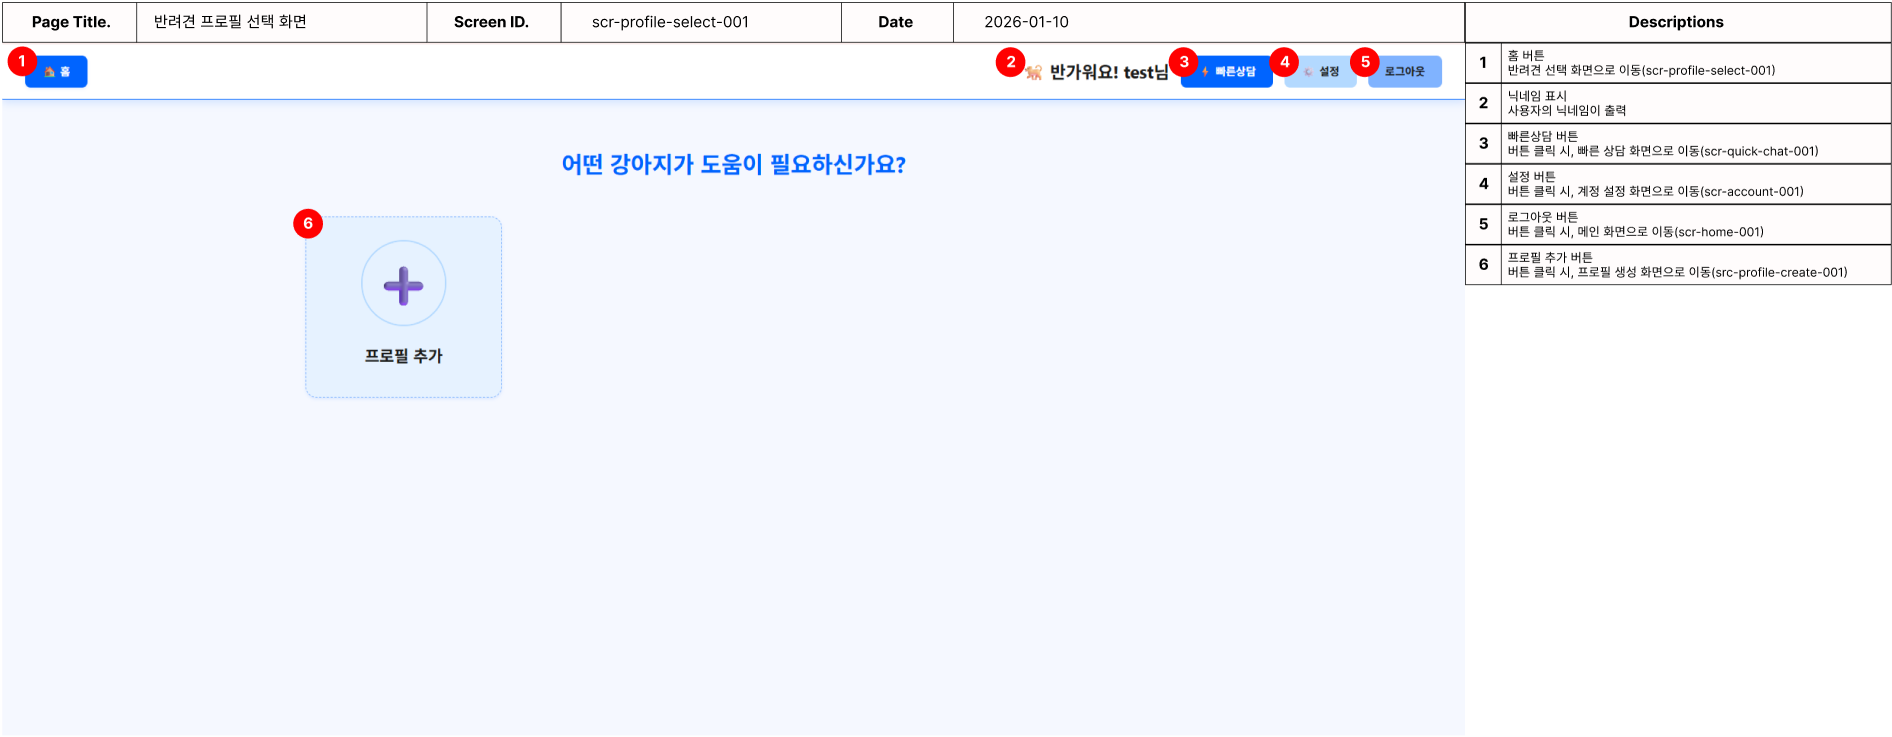 Page Title.
반려견 프로필 선택 화면
Screen ID.
scr-profile-select-001
Date
2026-01-10
Descriptions
1
홈
2
반가워요! test님
3
빠른상담
4
설정
5
로그아웃
어떤 강아지가 도움이 필요하신가요?
6
프로필 추가
1
홈 버튼
반려견 선택 화면으로 이동(scr-profile-select-001)
2
닉네임 표시
사용자의 닉네임이 출력
3
빠른상담 버튼
버튼 클릭 시, 빠른 상담 화면으로 이동(scr-quick-chat-001)
4
설정 버튼
버튼 클릭 시, 계정 설정 화면으로 이동(scr-account-001)
5
로그아웃 버튼
버튼 클릭 시, 메인 화면으로 이동(scr-home-001)
6
프로필 추가 버튼
버튼 클릭 시, 프로필 생성 화면으로 이동(src-profile-create-001)